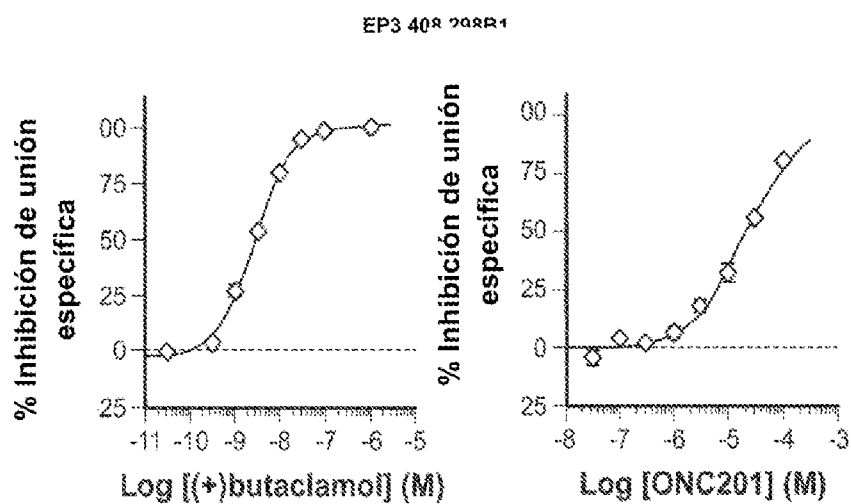 EP3 408 298B1
% Inhibición de unión
específica
00
75
50
25
0
25
-11 -10 -9 -8 -7 -6 -5
Log [(+)butaclamol] (M)
% Inhibición de unión
específica
00
75
50
25
0
25
-8 -7 -6 -5 -4 -3
Log [ONC201] (M)